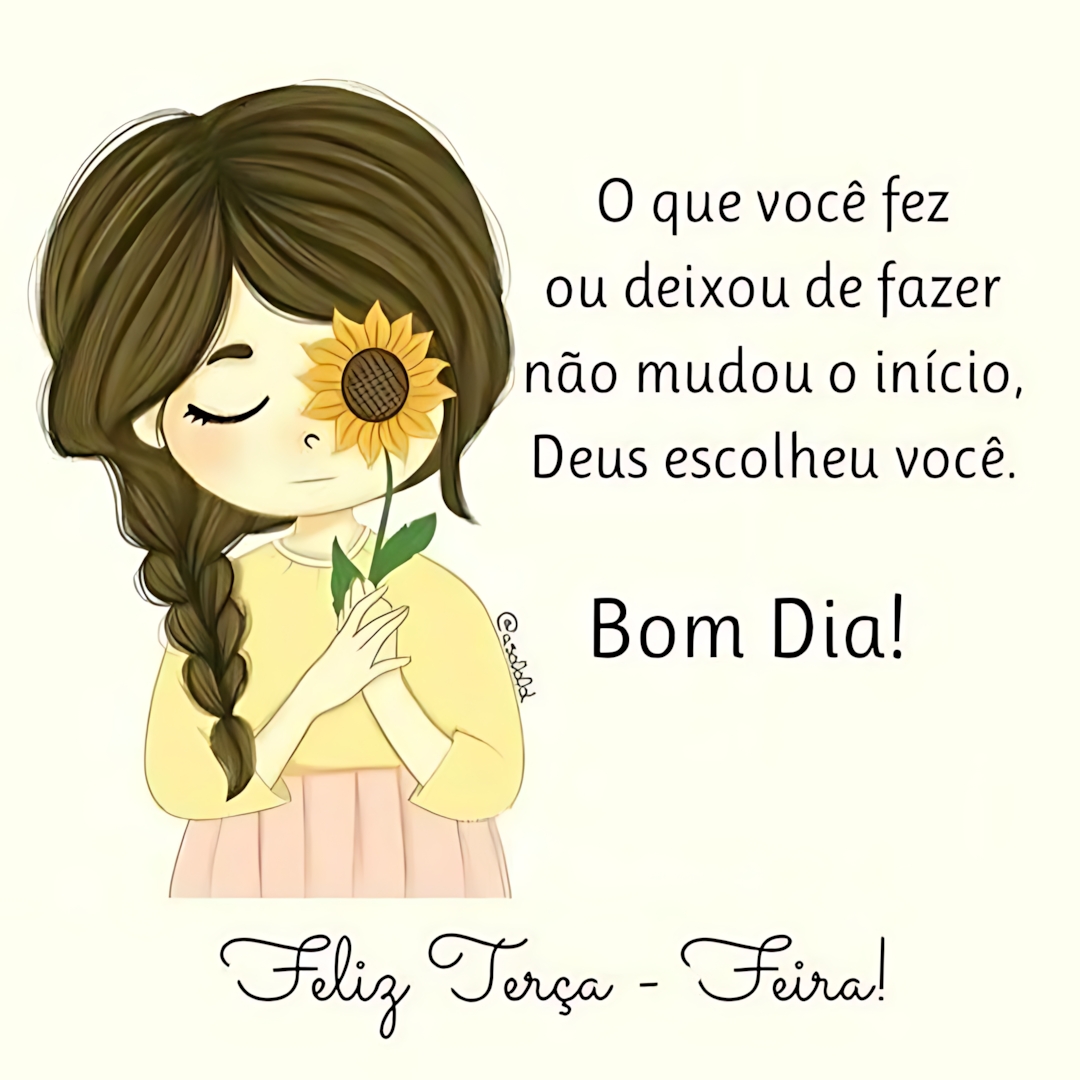 O que você fez
ou deixou de fazer
não mudou o início,
Deus escolheu você.
Bom Dia!
Feliz Terça - Feira!